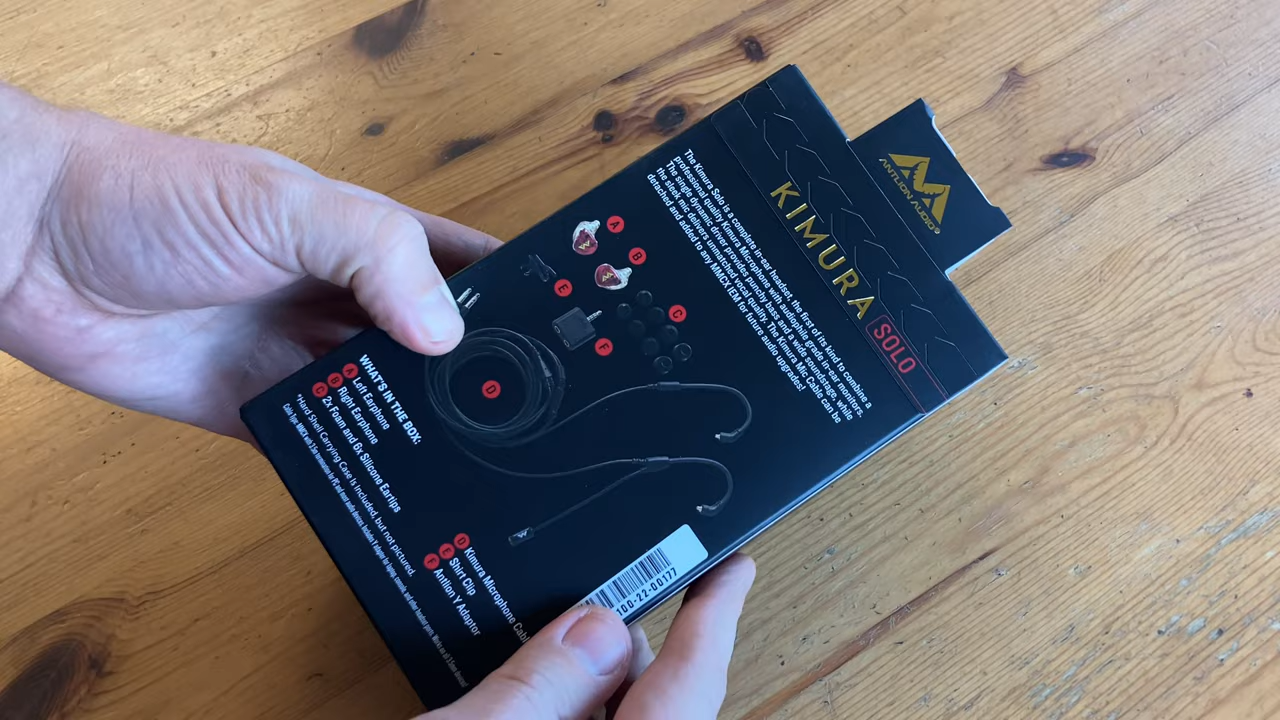 ANTLION AUDIO®
KIMURA
SOLO
The Kimura Solo is a complete in-ear headset, the first of its kind to combine a
professional quality Kimura Microphone with audiophile grade in-ear monitors.
The single dynamic driver provides punchy bass and a wide soundstage, while
the sleek mic delivers unmatched vocal quality. The Kimura Mic Cable can be
detached and added to any MMCX IEM for future audio upgrades!
A
B
E
C
F
D
WHAT'S IN THE BOX:
A Left Earphone
B Right Earphone
C 2x Foam and 6x Silicone Eartips
*Hard Shell Carrying Case is included, but not pictured.
D Kimura Microphone Cable
E Shirt Clip
F Antlion Y Adaptor
100-22-00177